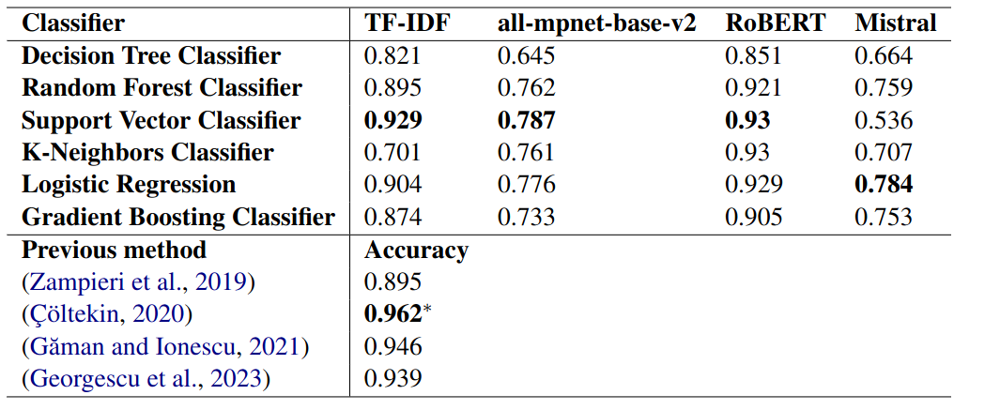 Classifier TF-IDF all-mpnet-base-v2 RoBERT Mistral
Decision Tree Classifier 0.821 0.645 0.851 0.664
Random Forest Classifier 0.895 0.762 0.921 0.759
Support Vector Classifier 0.929 0.787 0.93 0.536
K-Neighbors Classifier 0.701 0.761 0.93 0.707
Logistic Regression 0.904 0.776 0.929 0.784
Gradient Boosting Classifier 0.874 0.733 0.905 0.753
Previous method Accuracy
(Zampieri et al., 2019) 0.895
(Çöltekin, 2020) 0.962*
(Găman and Ionescu, 2021) 0.946
(Georgescu et al., 2023) 0.939